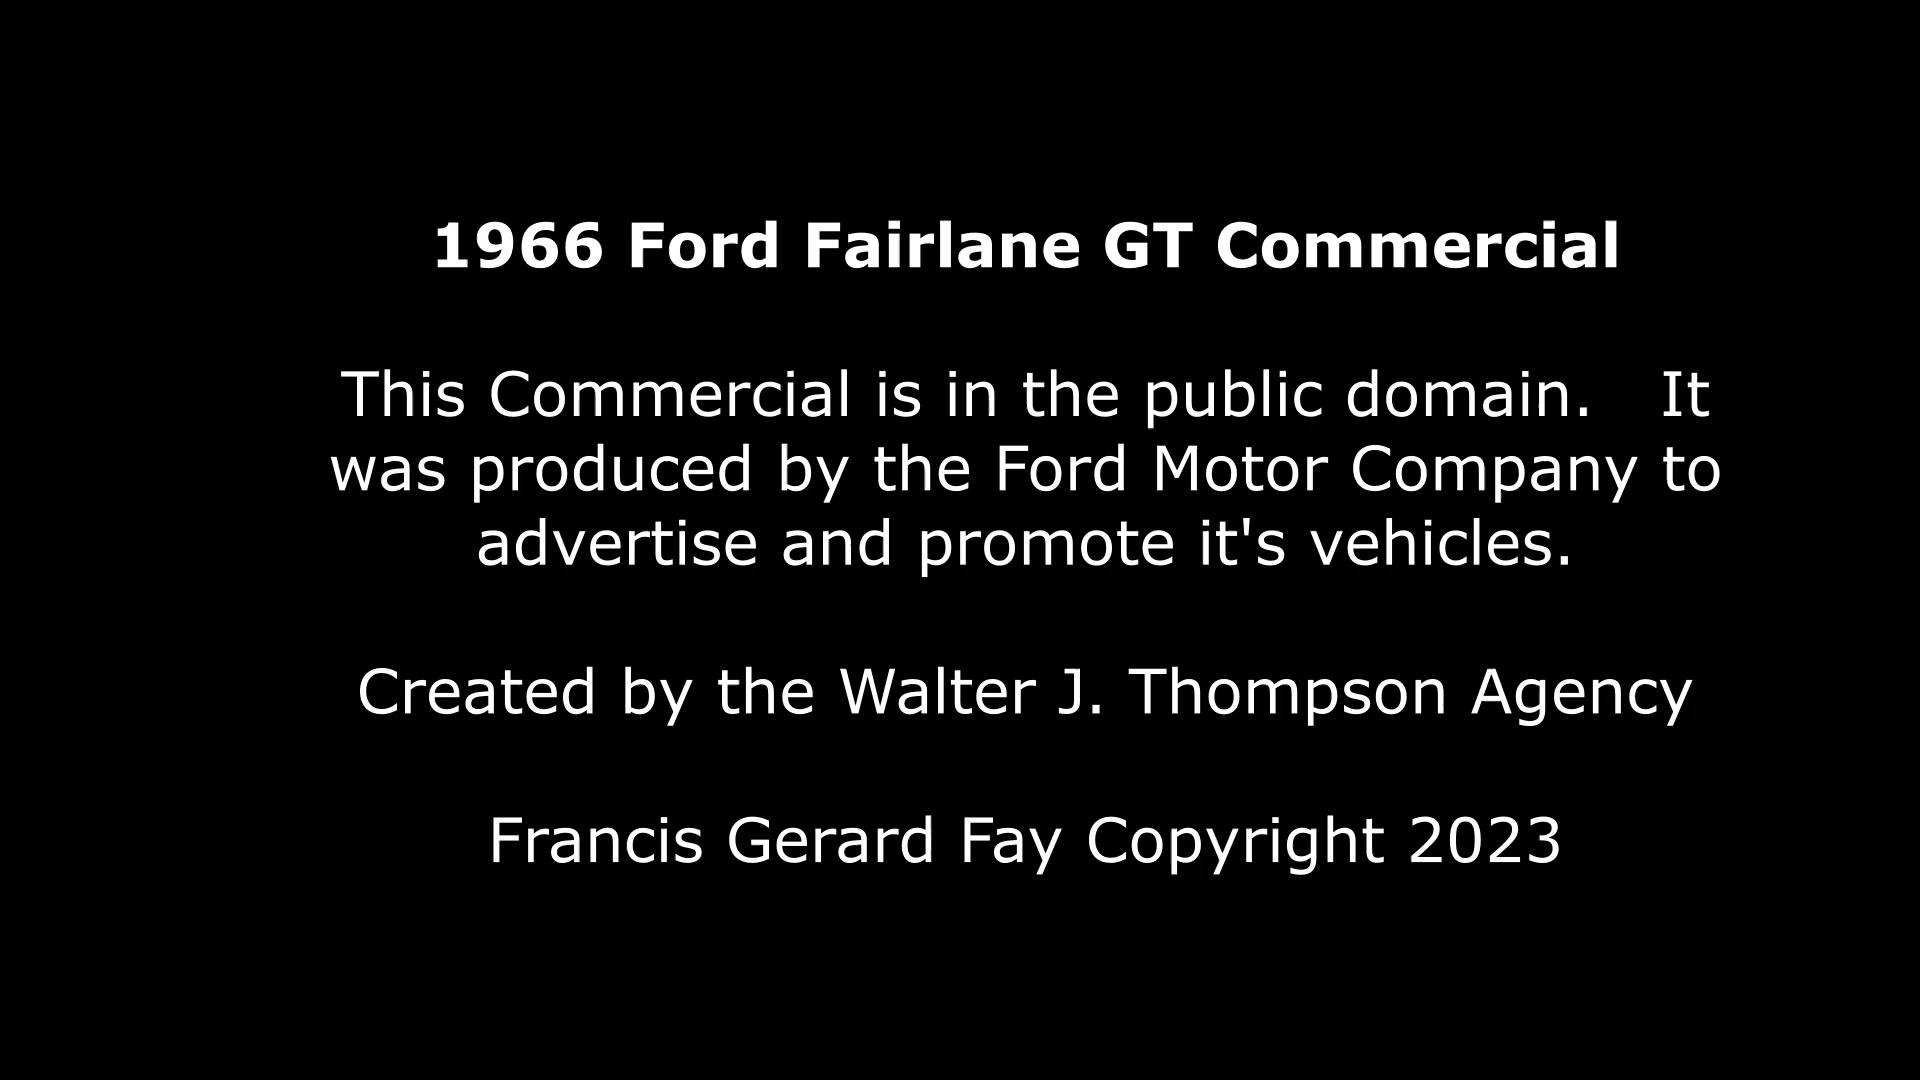 1966 Ford Fairlane GT Commercial
This Commercial is in the public domain.   It
was produced by the Ford Motor Company to
advertise and promote it's vehicles.
Created by the Walter J. Thompson Agency
Francis Gerard Fay Copyright 2023